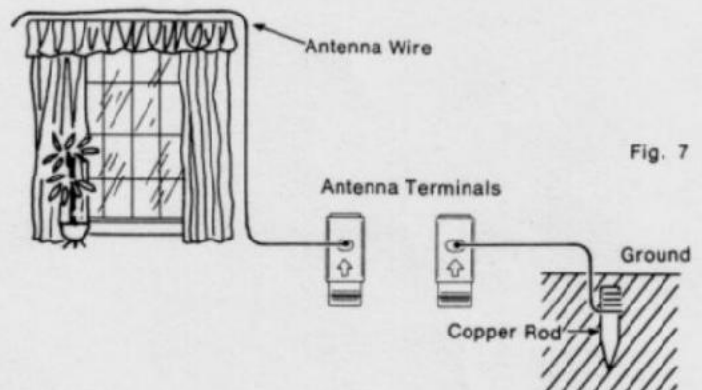 Antenna Wire
Fig. 7
Antenna Terminals
Ground
Copper Rod